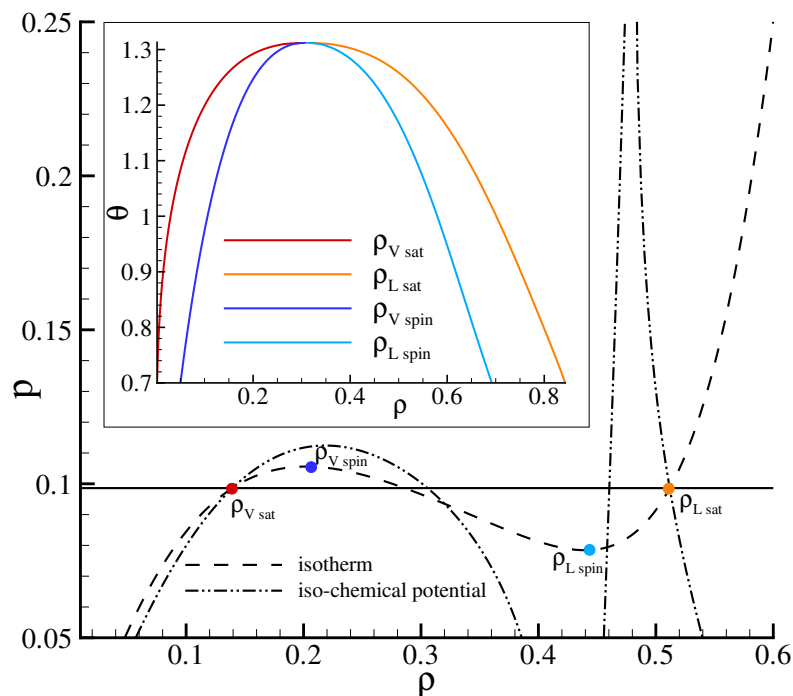 0.25
0.2
0.15
0.1
0.05
p
1.3
1.2
1.1
1
0.9
0.8
0.7
θ
ρV sat
ρL sat
ρV spin
ρL spin
0.2
0.4
0.6
0.8
ρ
ρV spin
ρV sat
ρL sat
ρL spin
isotherm
iso-chemical potential
0.1
0.2
0.3
0.4
0.5
0.6
ρ